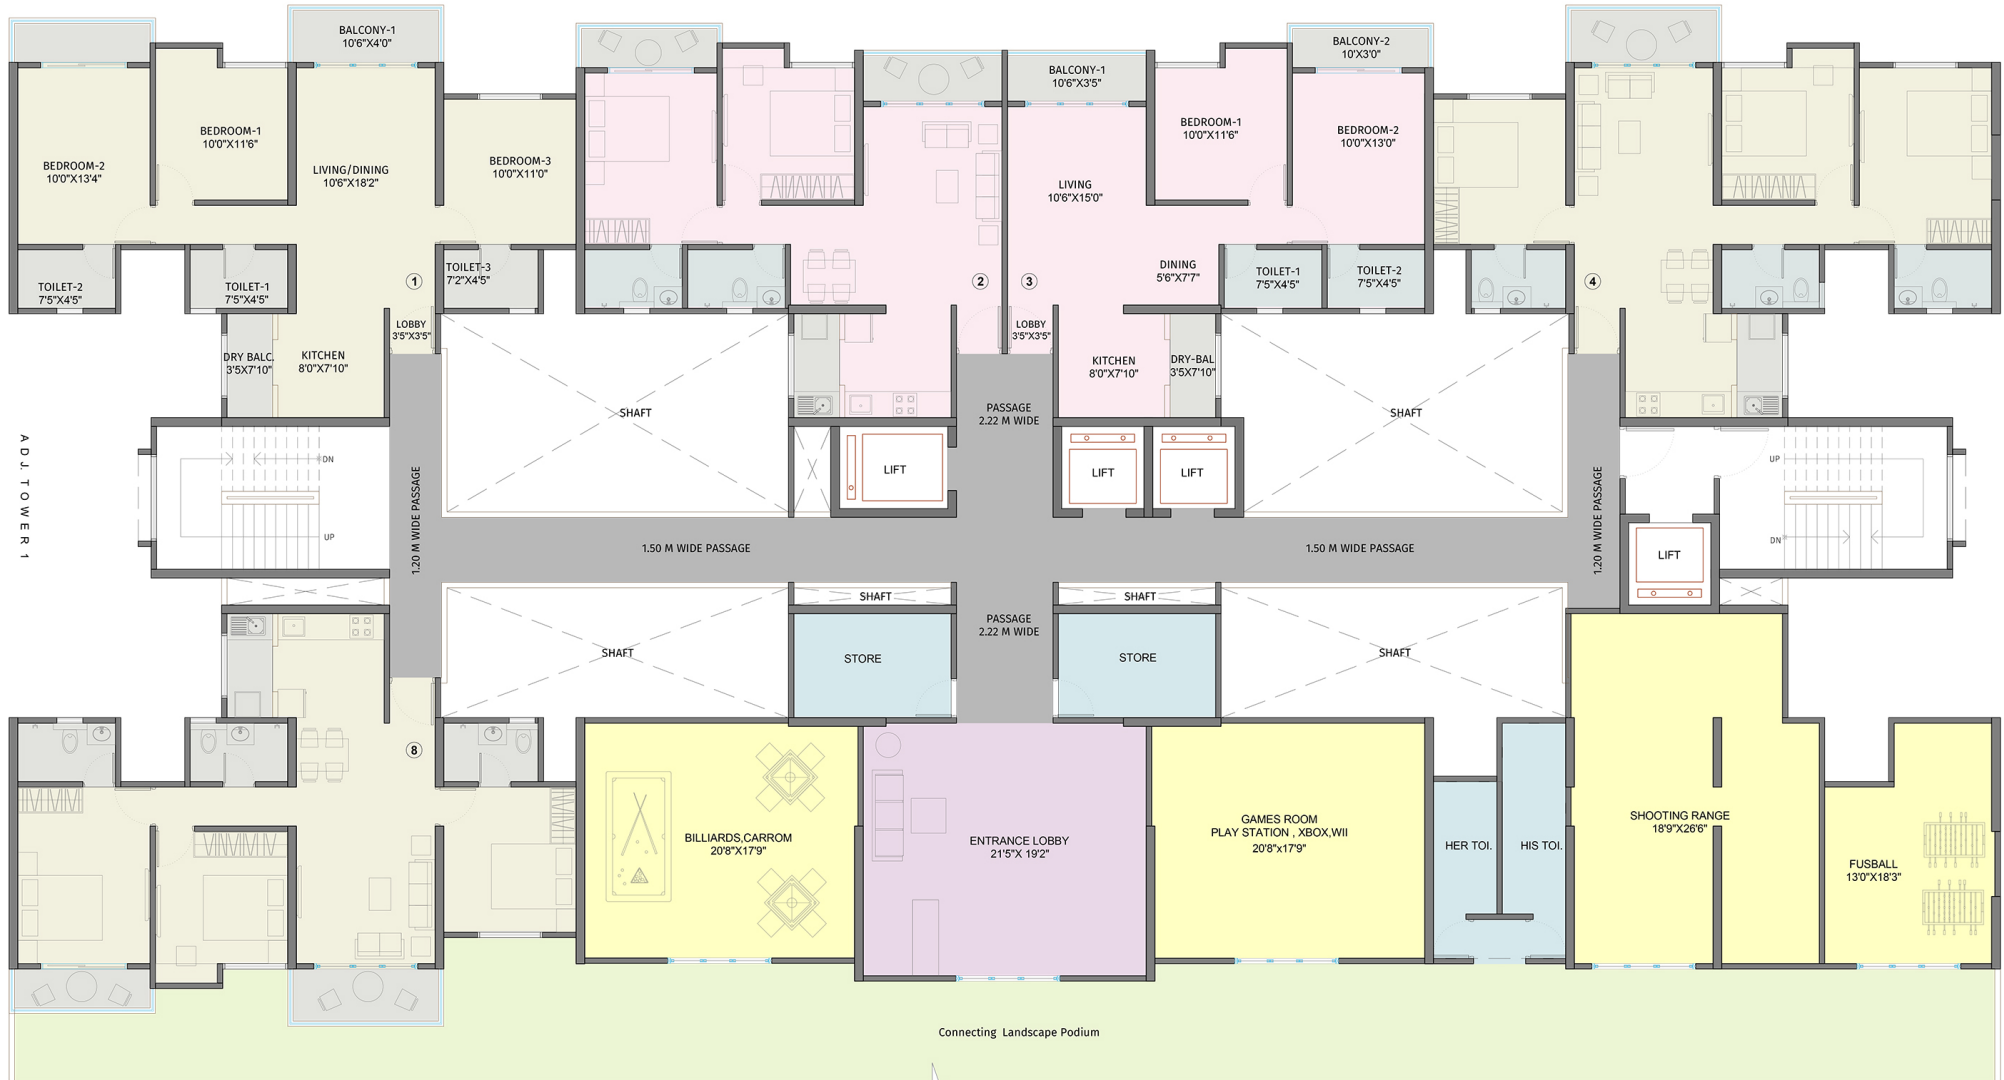 BALCONY-1
10'6"X4'0"
BALCONY-2
10'X3'0"
BALCONY-1
10'6"X3'5"
BEDROOM-1
10'0"X11'6"
BEDROOM-2
10'0"X13'4"
LIVING/DINING
10'6"X18'2"
BEDROOM-3
10'0"X11'0"
BEDROOM-1
10'0"X11'6"
BEDROOM-2
10'0"X13'0"
LIVING
10'6"X15'0"
TOILET-2
7'5"X4'5"
TOILET-1
7'5"X4'5"
TOILET-3
7'2"X4'5"
1
2
3
DINING
5'6"X7'7"
TOILET-1
7'5"X4'5"
TOILET-2
7'5"X4'5"
4
LOBBY
3'5"X3'5"
LOBBY
3'5"X3'5"
DRY BALC.
3'5X7'10"
KITCHEN
8'0"X7'10"
KITCHEN
8'0"X7'10"
DRY-BAL
3'5X7'10"
SHAFT
PASSAGE
2.22 M WIDE
SHAFT
ADJ. TOWER 1
DN
UP
1.20 M WIDE PASSAGE
LIFT
LIFT
LIFT
1.20 M WIDE PASSAGE
UP
DN
LIFT
1.50 M WIDE PASSAGE
1.50 M WIDE PASSAGE
SHAFT
SHAFT
PASSAGE
2.22 M WIDE
SHAFT
STORE
STORE
SHAFT
8
BILLIARDS,CARROM
20'8"X17'9"
ENTRANCE LOBBY
21'5"X 19'2"
GAMES ROOM
PLAY STATION , XBOX,WII
20'8"x17'9"
HER TOI.
HIS TOI.
SHOOTING RANGE
18'9"X26'6"
FUSBALL
13'0"X18'3"
Connecting Landscape Podium